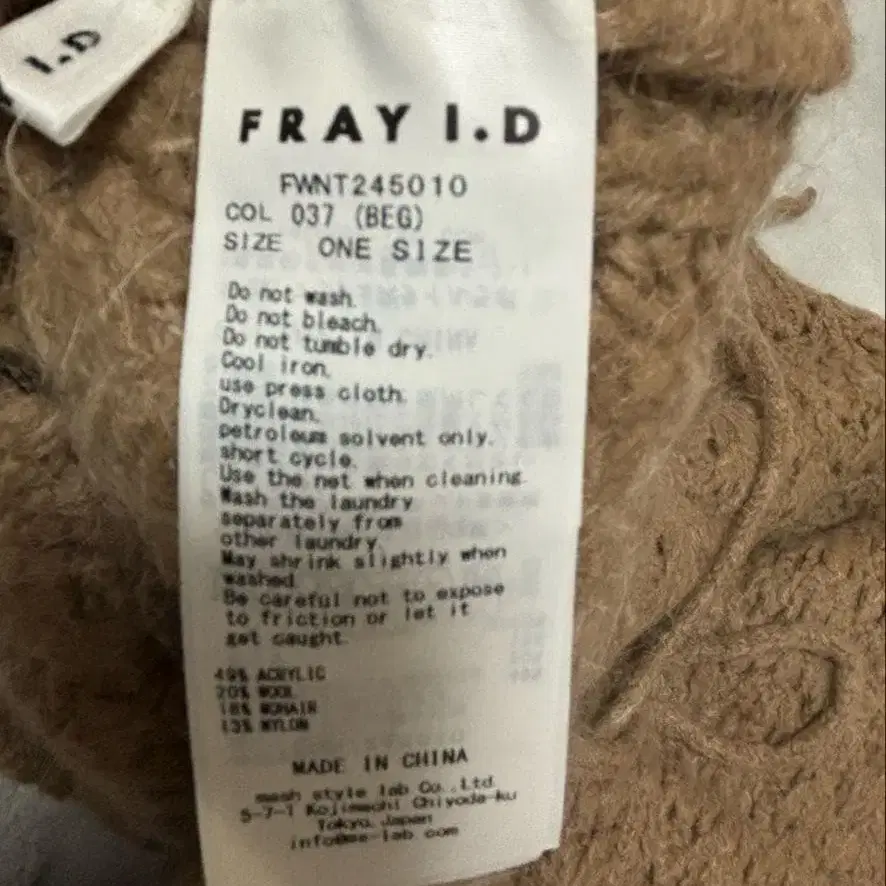 I.D
FRAY I.D
FWNT245010
COL 037 (BEG)
SIZE ONE SIZE
Do not wash.
Do not bleach.
Do not tumble dry.
Cool iron.
use press cloth.
Dryclean.
petroleum solvent only.
short cycle.
Use the net when cleaning.
Wash the laundry
separately from
other laundry.
May shrink slightly when
washed.
Be careful not to expose
to friction or let it
get caught.
49% ACRYLIC
20% WOOL
18% MOHAIR
13% NYLON
MADE IN CHINA
mash style lab Co.,Ltd.
5-7-1 Kojimachi Chiyoda-ku
Tokyo, Japan